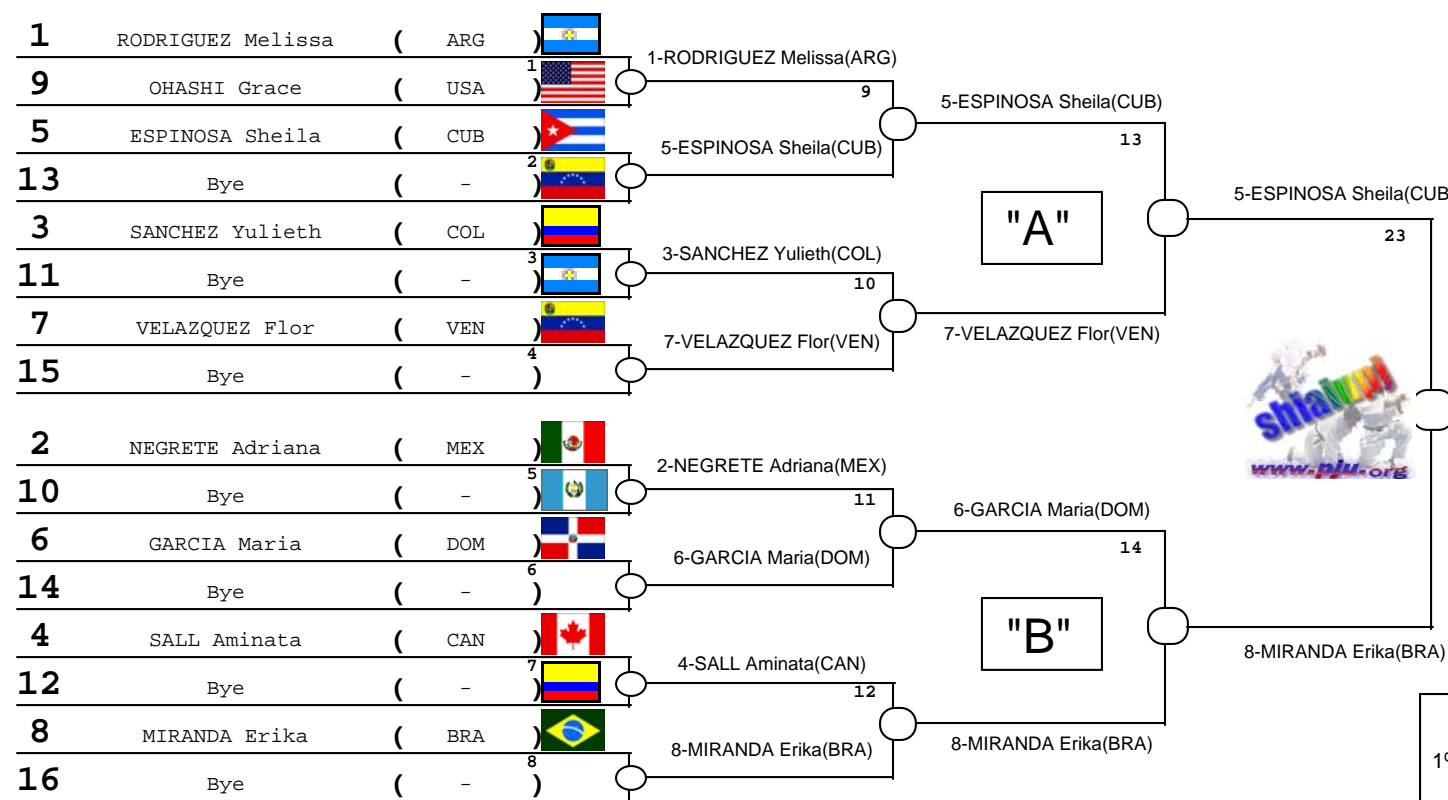 1 RODRIGUEZ Melissa ( ARG )
1
9 OHASHI Grace ( USA )
5 ESPINOSA Sheila ( CUB )
2
13 Bye ( - )
3 SANCHEZ Yulieth ( COL )
3
11 Bye ( - )
7 VELAZQUEZ Flor ( VEN )
4
15 Bye ( - )
2 NEGRETE Adriana ( MEX )
5
10 Bye ( - )
6 GARCIA Maria ( DOM )
6
14 Bye ( - )
4 SALL Aminata ( CAN )
7
12 Bye ( - )
8 MIRANDA Erika ( BRA )
8
16 Bye ( - )
1-RODRIGUEZ Melissa(ARG)
9
5-ESPINOSA Sheila(CUB)
3-SANCHEZ Yulieth(COL)
10
7-VELAZQUEZ Flor(VEN)
2-NEGRETE Adriana(MEX)
11
6-GARCIA Maria(DOM)
4-SALL Aminata(CAN)
12
8-MIRANDA Erika(BRA)
5-ESPINOSA Sheila(CUB)
13
"A"
7-VELAZQUEZ Flor(VEN)
6-GARCIA Maria(DOM)
14
"B"
8-MIRANDA Erika(BRA)
5-ESPINOSA Sheila(CUB
23
shiai/pju
www.pju.org
8-MIRANDA Erika(BRA)
1º